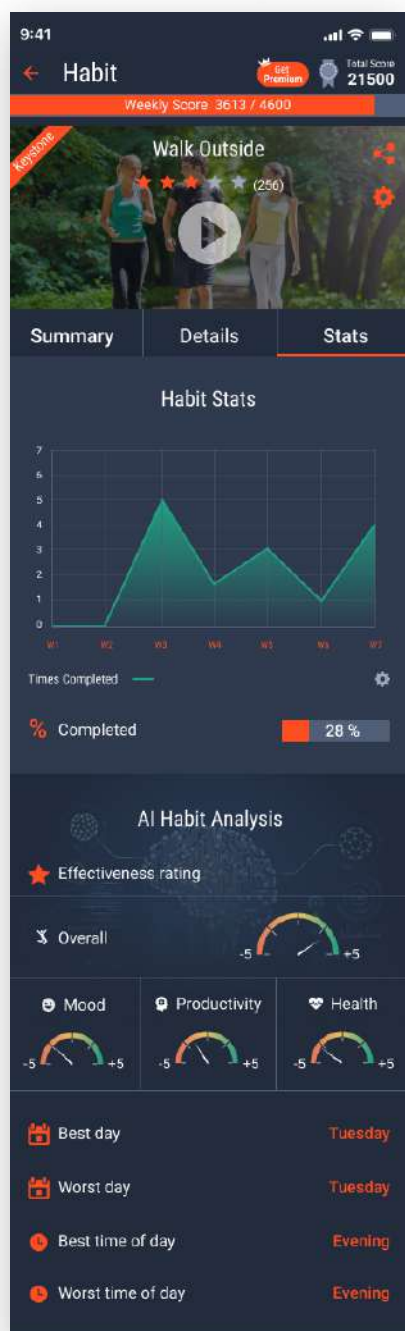 9:41
Habit
Get Premium
Total Score
21500
Weekly Score 3613 / 4600
Keystone
Walk Outside
(256)
Summary Details Stats
Habit Stats
7
6
5
4
3
2
1
0
W1 W2 W3 W4 W5 W6 W7
Times Completed
% Completed 28 %
AI Habit Analysis
Effectiveness rating
Overall -5 +5
Mood Productivity Health
-5 +5 -5 +5 -5 +5
Best day Tuesday
Worst day Tuesday
Best time of day Evening
Worst time of day Evening